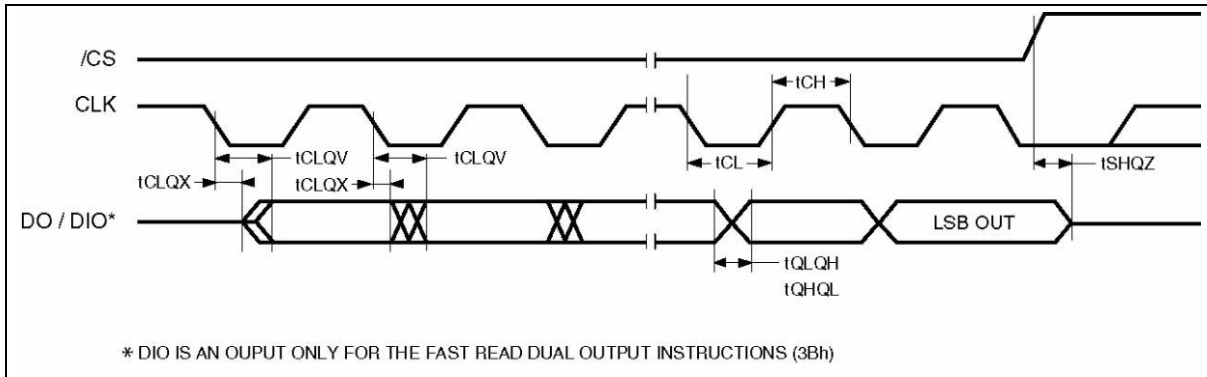 /CS
CLK
tCH
tCLQV
tCLQV
tCL
tSHQZ
tCLQX
tCLQX
DO / DIO*
LSB OUT
tQLQH
tQHQL
* DIO IS AN OUPUT ONLY FOR THE FAST READ DUAL OUTPUT INSTRUCTIONS (3Bh)